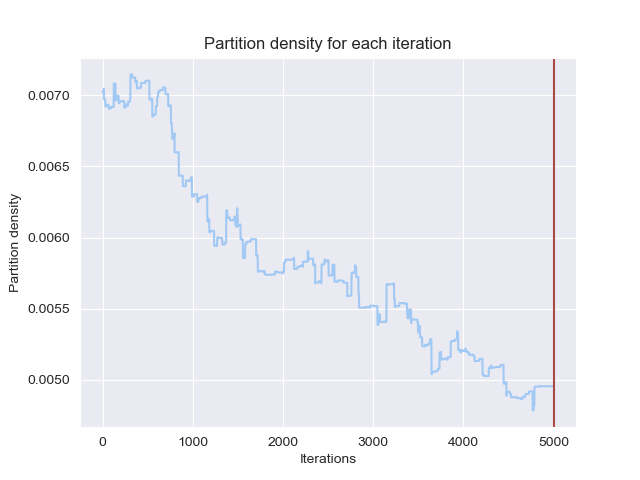 Partition density for each iteration
0.0070
0.0065
0.0060
0.0055
0.0050
Partition density
0 1000 2000 3000 4000 5000
Iterations